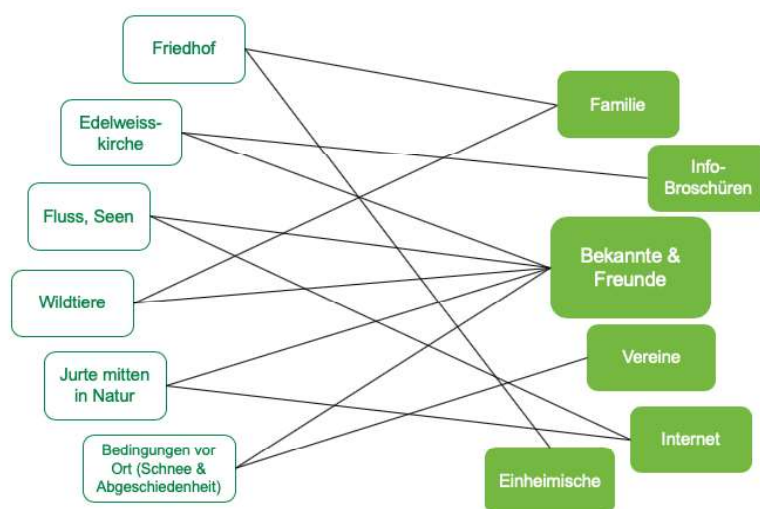 Friedhof
Edelweiss-
kirche
Fluss, Seen
Wildtiere
Jurte mitten
in Natur
Bedingungen vor
Ort (Schnee &
Abgeschiedenheit)
Familie
Info-
Broschüren
Bekannte &
Freunde
Vereine
Internet
Einheimische